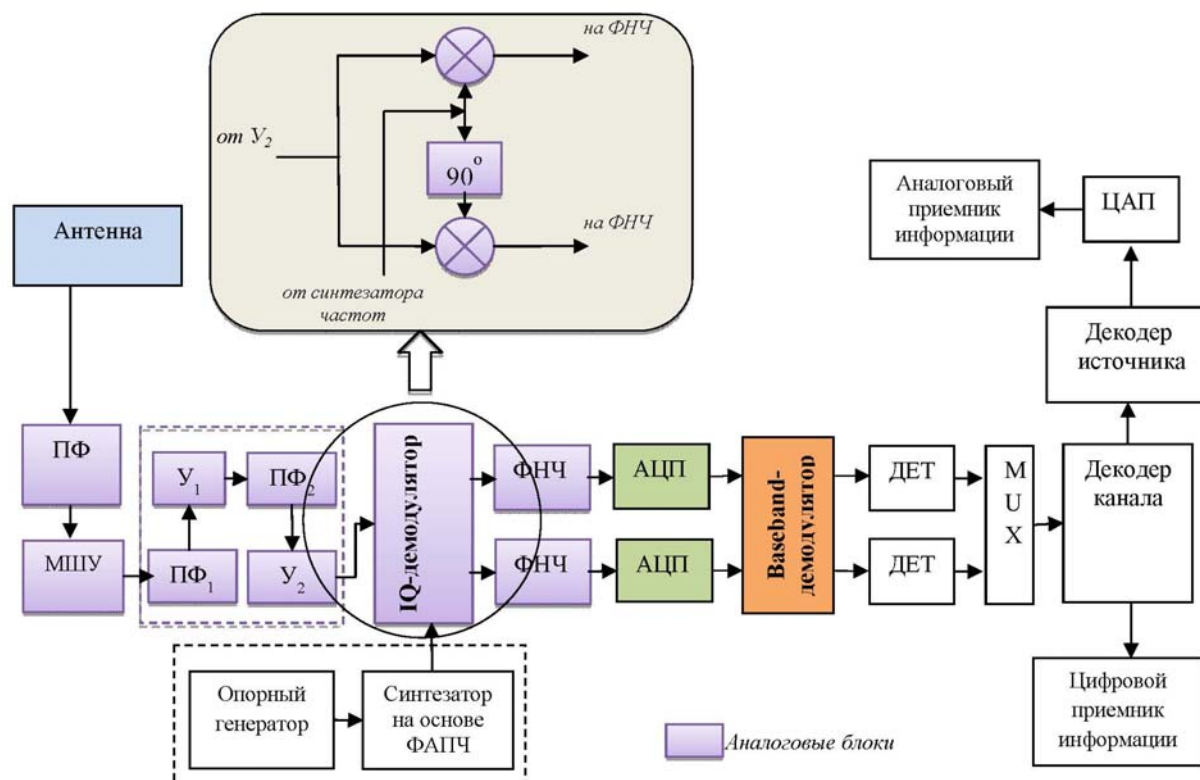 на ФНЧ
от У2
90°
на ФНЧ
от синтезатора
частот
Антенна
ПФ
МШУ
У1
ПФ2
ПФ1
У2
IQ-демодулятор
ФНЧ
ФНЧ
АЦП
АЦП
Baseband-
демодулятор
ДЕТ
ДЕТ
M
U
X
Декодер
канала
Декодер
источника
ЦАП
Аналоговый
приемник
информации
Цифровой
приемник
информации
Опорный
генератор
Синтезатор
на основе
ФАПЧ
Аналоговые блоки